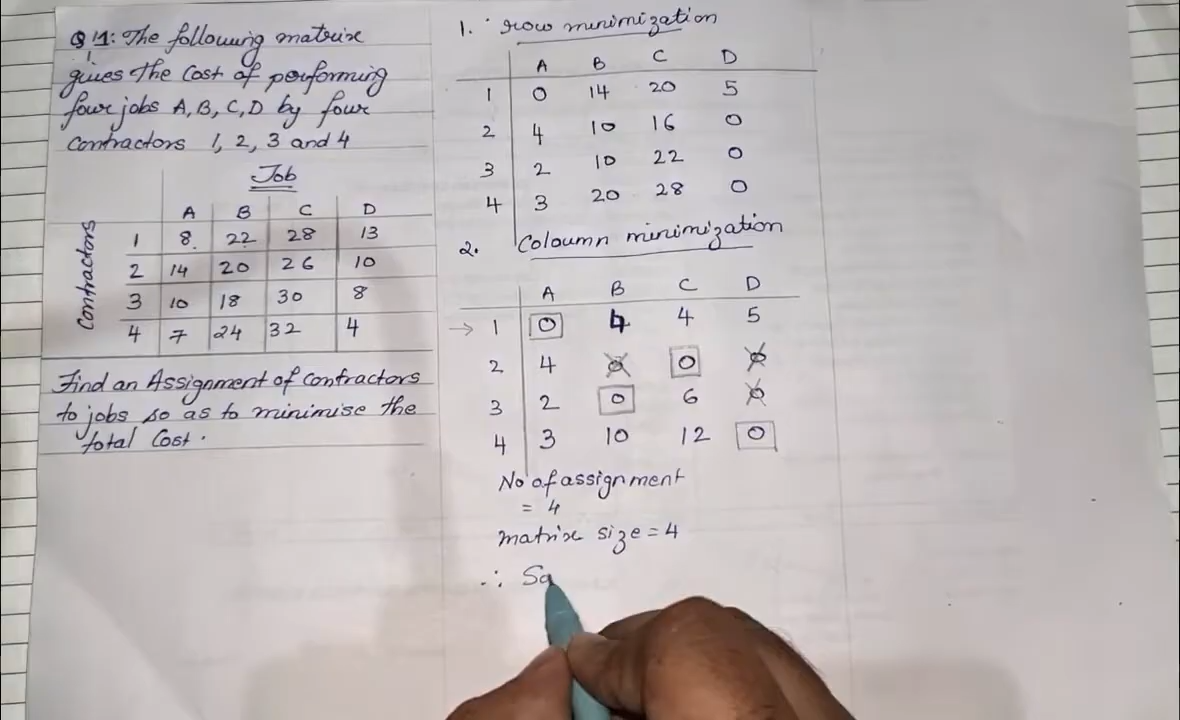 Q 1: The following matrix
gives the cost of performing
four jobs A, B, C, D by four
contractors 1, 2, 3 and 4
Job
A B C D
Contractors
1 8 22 28 13
2 14 20 26 10
3 10 18 30 8
4 7 24 32 4
Find an Assignment of contractors
to jobs so as to minimise the
total cost.
1. row minimization
A B C D
1 0 14 20 5
2 4 10 16 0
3 2 10 22 0
4 3 20 28 0
2. Coloumn minimization
A B C D
→ 1 0 4 4 5
2 4 0 0 0
3 2 0 6 0
4 3 10 12 0
No of assignment
= 4
matrix size = 4
∴ So